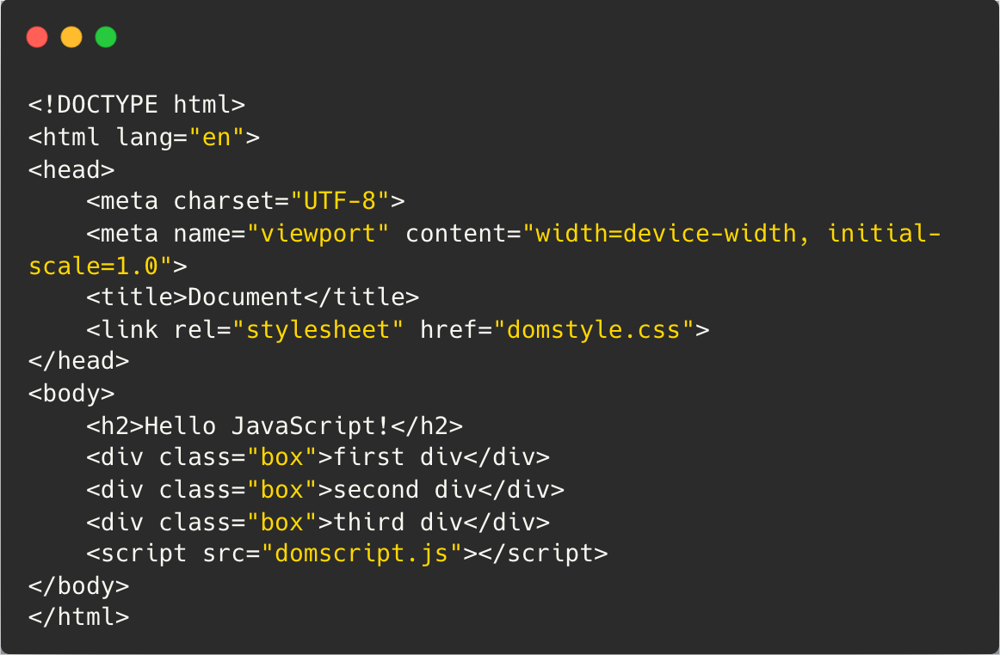 <!DOCTYPE html>
<html lang="en">
<head>
    <meta charset="UTF-8">
    <meta name="viewport" content="width=device-width, initial-
scale=1.0">
    <title>Document</title>
    <link rel="stylesheet" href="domstyle.css">
</head>
<body>
    <h2>Hello JavaScript!</h2>
    <div class="box">first div</div>
    <div class="box">second div</div>
    <div class="box">third div</div>
    <script src="domscript.js"></script>
</body>
</html>